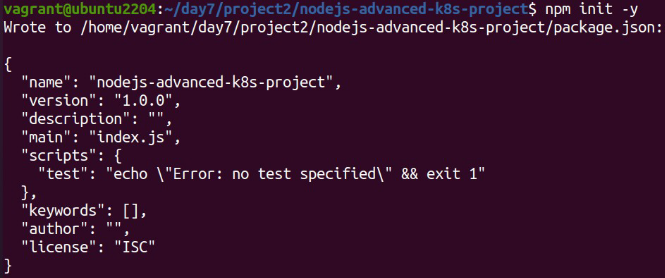 vagrant@ubuntu2204:~/day7/project2/nodejs-advanced-k8s-project$ npm init -y
Wrote to /home/vagrant/day7/project2/nodejs-advanced-k8s-project/package.json:

{
  "name": "nodejs-advanced-k8s-project",
  "version": "1.0.0",
  "description": "",
  "main": "index.js",
  "scripts": {
    "test": "echo \"Error: no test specified\" && exit 1"
  },
  "keywords": [],
  "author": "",
  "license": "ISC"
}